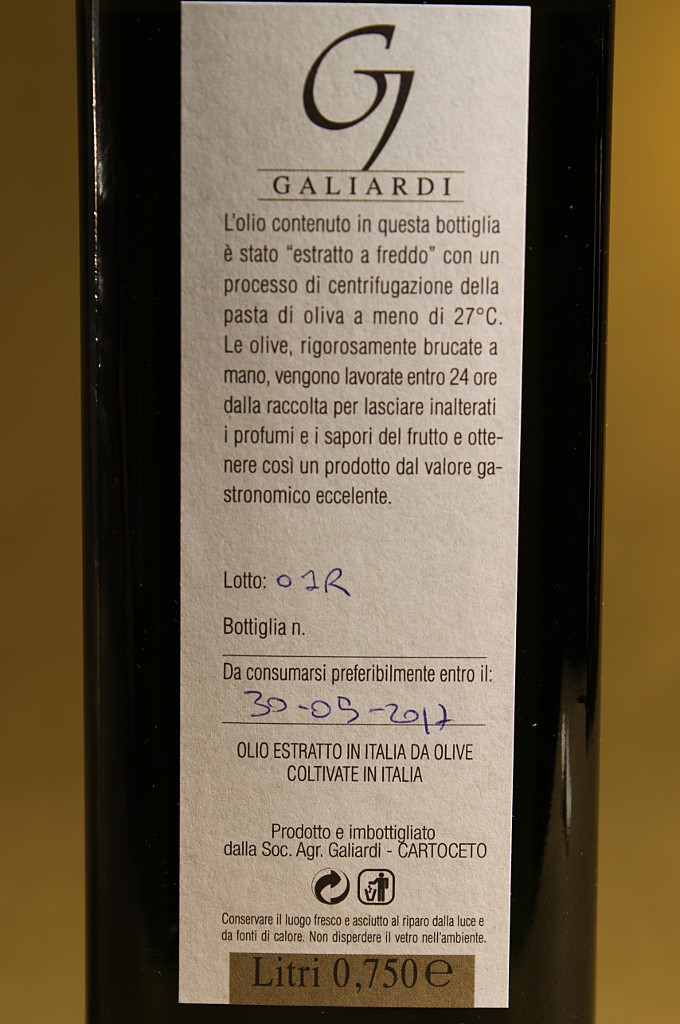 G
GALIARDI
L'olio contenuto in questa bottiglia
è stato "estratto a freddo" con un
processo di centrifugazione della
pasta di oliva a meno di 27°C.
Le olive, rigorosamente brucate a
mano, vengono lavorate entro 24 ore
dalla raccolta per lasciare inalterati
i profumi e i sapori del frutto e otte-
nere così un prodotto dal valore ga-
stronomico eccelente.
Lotto: 01R
Bottiglia n.
Da consumarsi preferibilmente entro il:
30-05-2017
OLIO ESTRATTO IN ITALIA DA OLIVE
COLTIVATE IN ITALIA
Prodotto e imbottigliato
dalla Soc. Agr. Galiardi - CARTOCETO
Conservare il luogo fresco e asciutto al riparo dalla luce e
da fonti di calore. Non disperdere il vetro nell'ambiente.
Litri 0,750 ℮